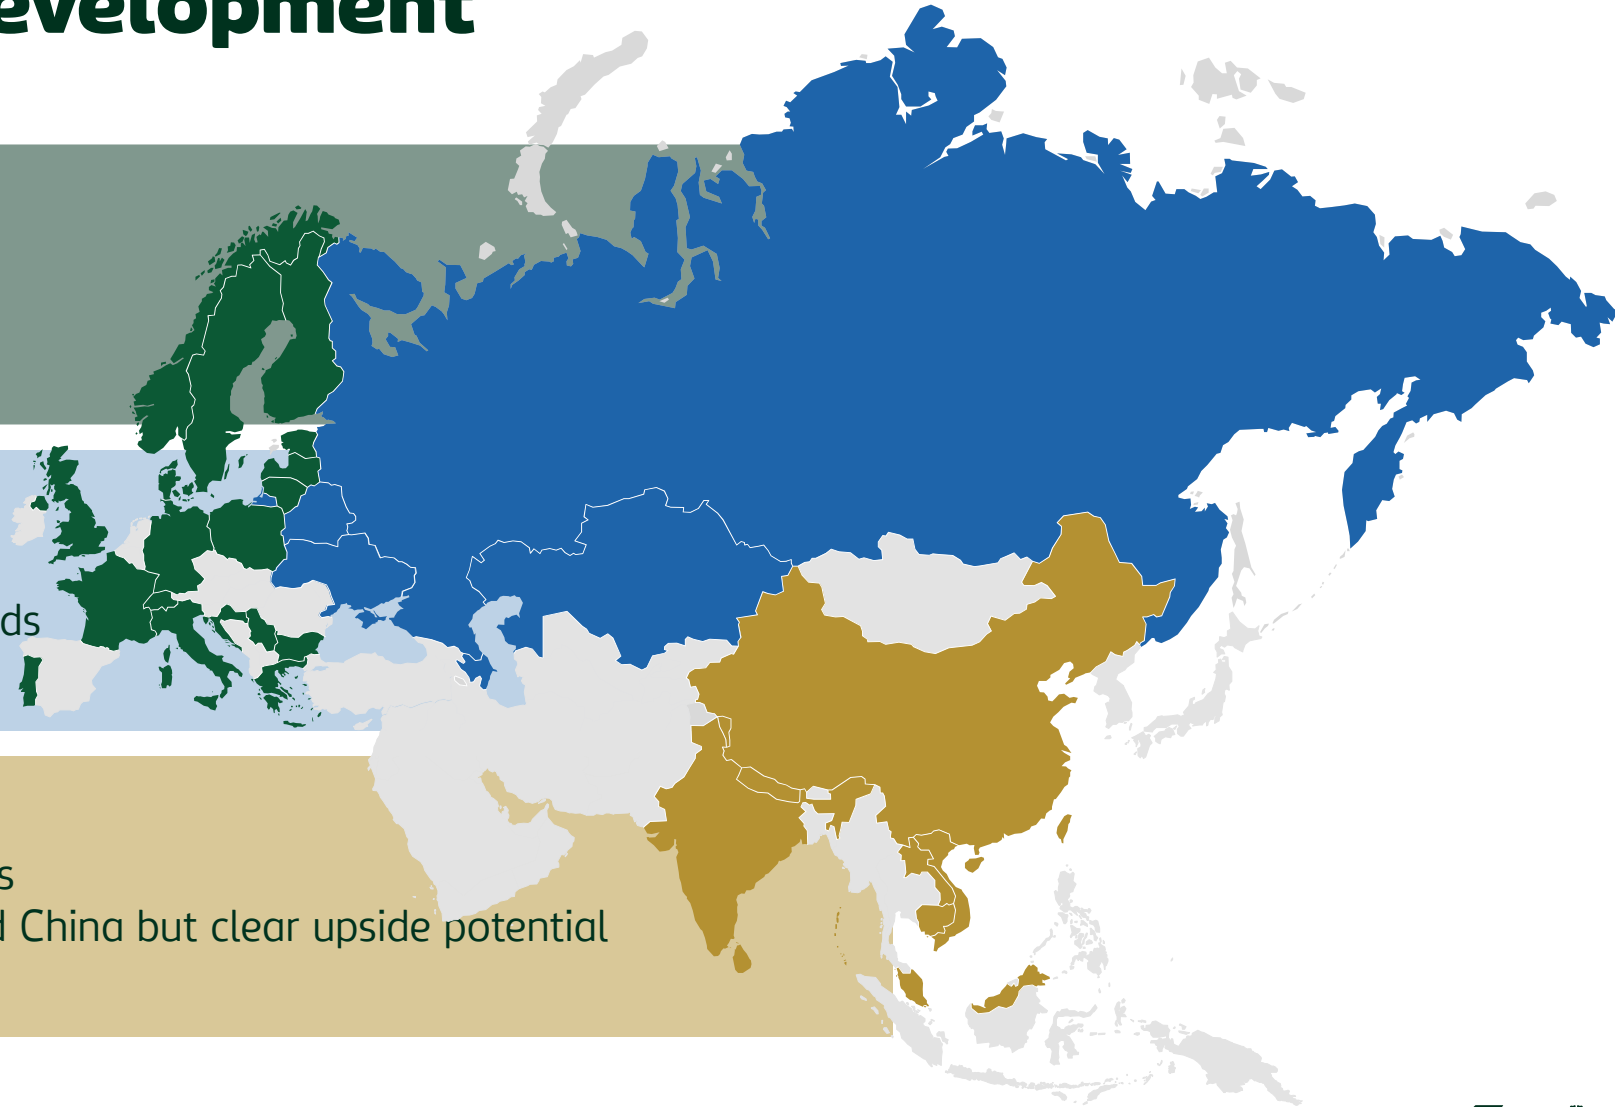 evelopment
ds
s
d China but clear upside potential